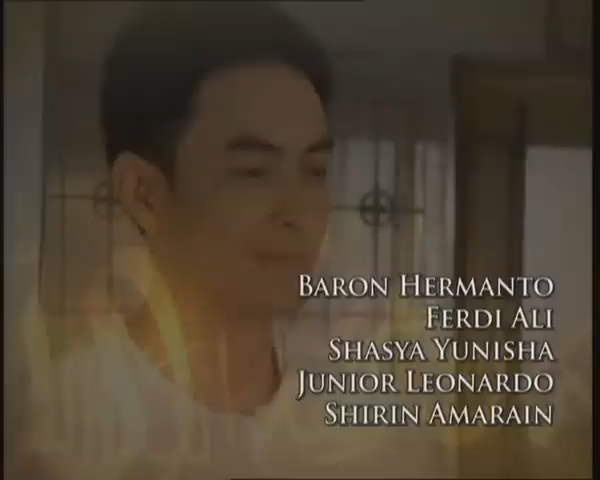 BARON HERMANTO
FERDI ALI
SHASYA YUNISHA
JUNIOR LEONARDO
SHIRIN AMARAIN